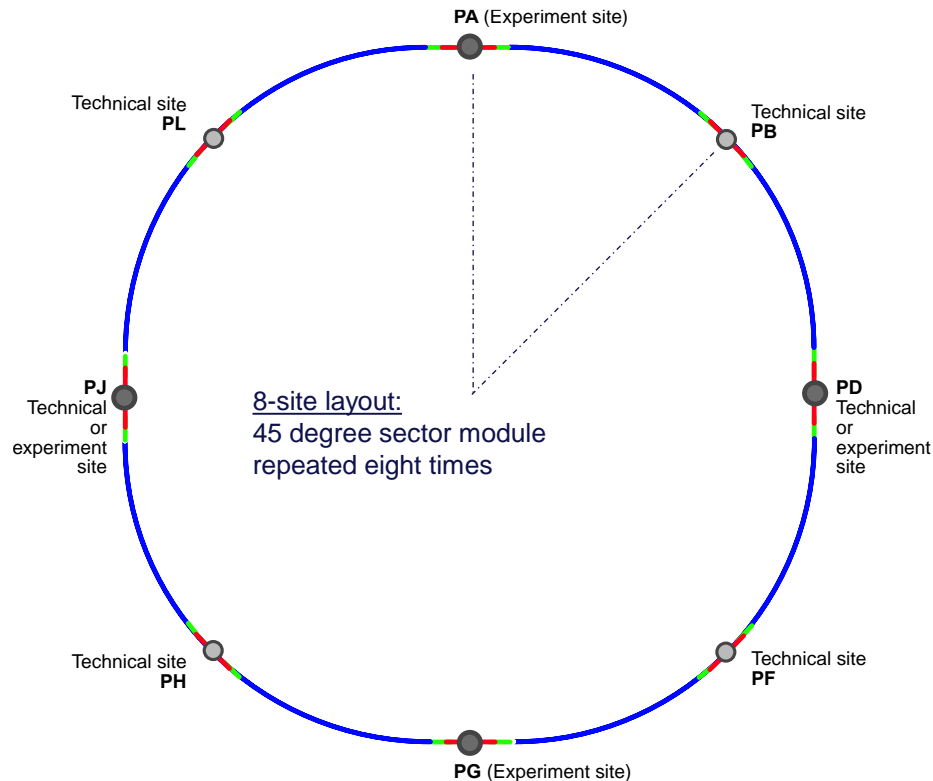 PA (Experiment site)
Technical site
PL
Technical site
PB
PJ
Technical
or
experiment
site
8-site layout:
45 degree sector module
repeated eight times
PD
Technical
or
experiment
site
Technical site
PH
Technical site
PF
PG (Experiment site)